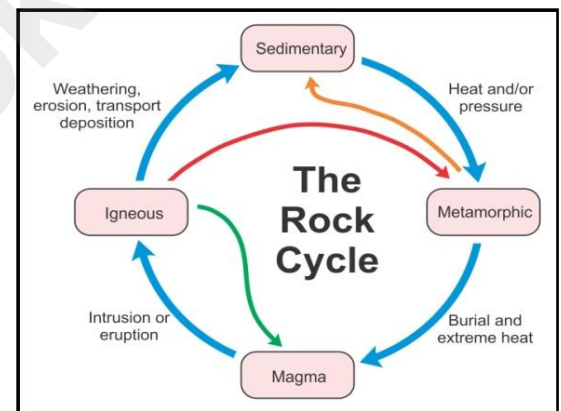 Sedimentary
Weathering,
erosion, transport
deposition
Heat and/or
pressure
The
Rock
Cycle
Igneous
Metamorphic
Intrusion or
eruption
Burial and
extreme heat
Magma